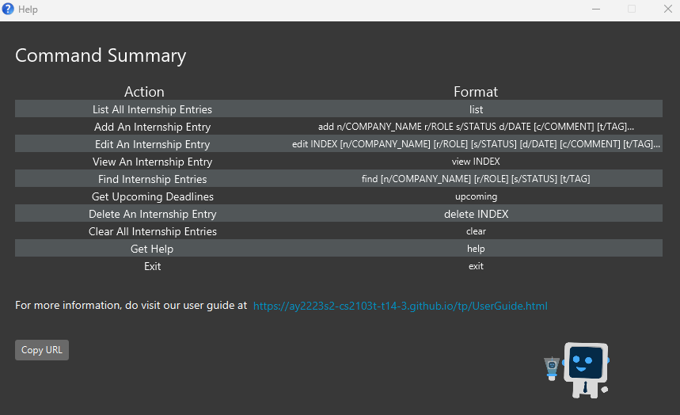 Help
Command Summary
Action Format
List All Internship Entries list
Add An Internship Entry add n/COMPANY_NAME r/ROLE s/STATUS d/DATE [c/COMMENT] [t/TAG]...
Edit An Internship Entry edit INDEX [n/COMPANY_NAME] [r/ROLE] [s/STATUS] [d/DATE] [c/COMMENT] [t/TAG]...
View An Internship Entry view INDEX
Find Internship Entries find [n/COMPANY_NAME] [r/ROLE] [s/STATUS] [t/TAG]
Get Upcoming Deadlines upcoming
Delete An Internship Entry delete INDEX
Clear All Internship Entries clear
Get Help help
Exit exit
For more information, do visit our user guide at https://ay2223s2-cs2103t-t14-3.github.io/tp/UserGuide.html
Copy URL